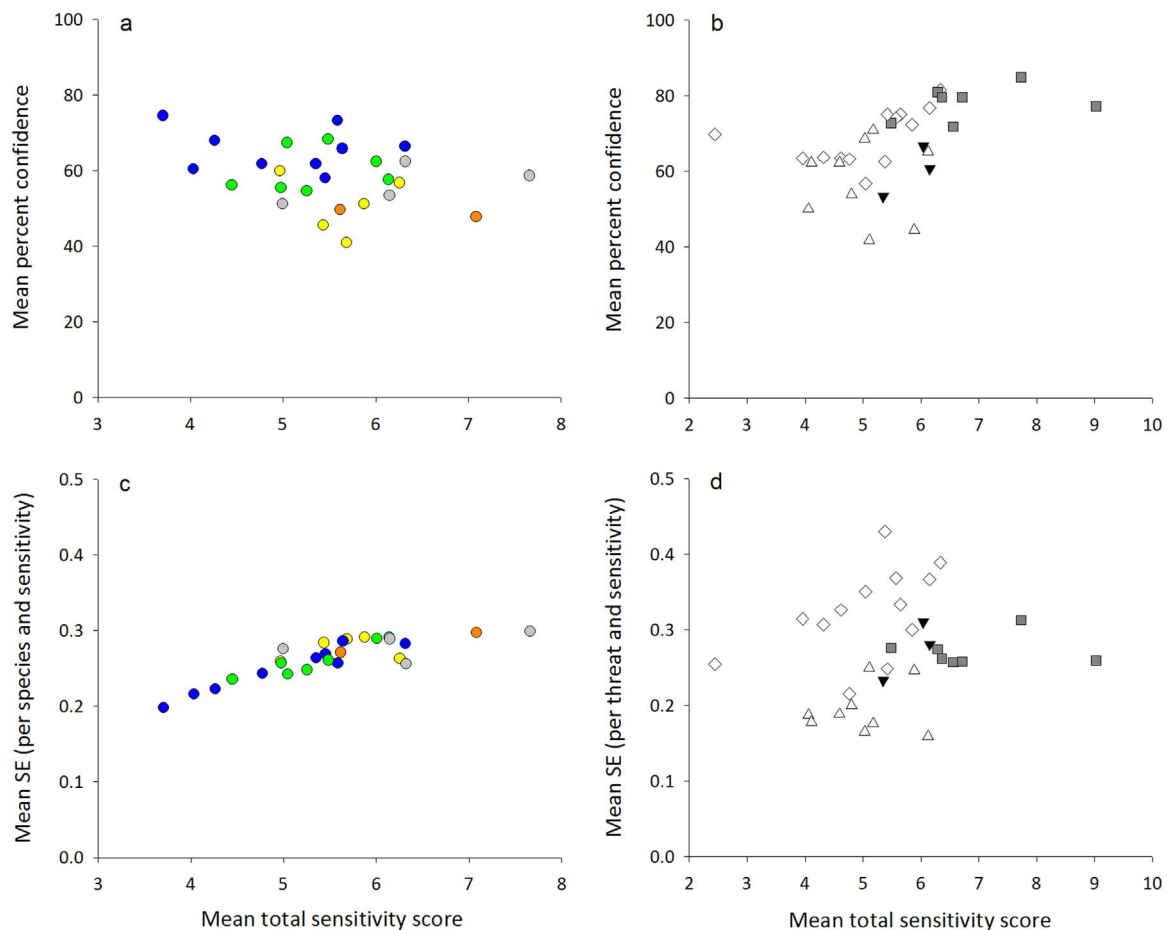 a
Mean percent confidence
100
80
60
40
20
0
3 4 5 6 7 8
b
Mean percent confidence
100
80
60
40
20
0
2 3 4 5 6 7 8 9 10
c
Mean SE (per species and sensitivity)
0.5
0.4
0.3
0.2
0.1
0.0
3 4 5 6 7 8
Mean total sensitivity score
d
Mean SE (per threat and sensitivity)
0.5
0.4
0.3
0.2
0.1
0.0
2 3 4 5 6 7 8 9 10
Mean total sensitivity score